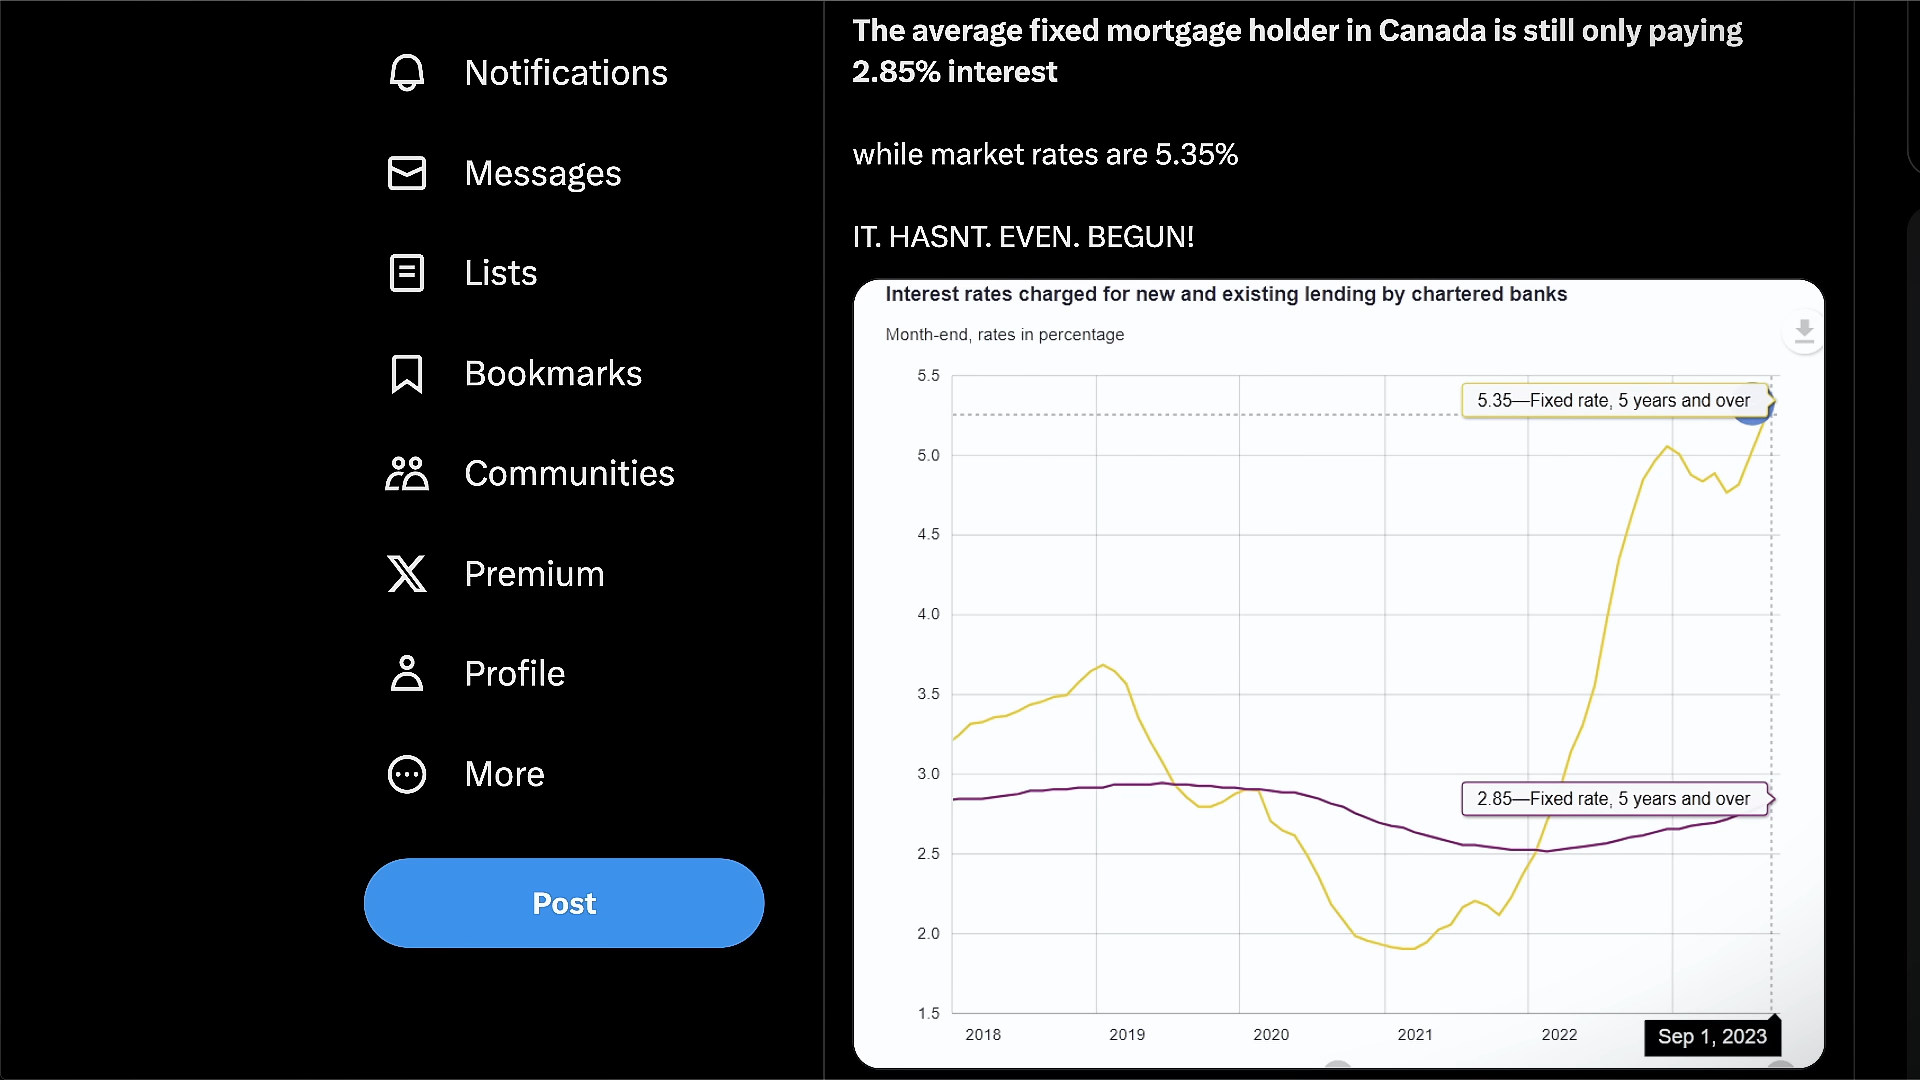 Notifications
Messages
Lists
Bookmarks
Communities
Premium
Profile
More
Post
The average fixed mortgage holder in Canada is still only paying
2.85% interest
while market rates are 5.35%
IT. HASNT. EVEN. BEGUN!
Interest rates charged for new and existing lending by chartered banks
Month-end, rates in percentage
5.5
5.35—Fixed rate, 5 years and over
5.0
4.5
4.0
3.5
3.0
2.85—Fixed rate, 5 years and over
2.5
2.0
1.5
2018 2019 2020 2021 2022 Sep 1, 2023